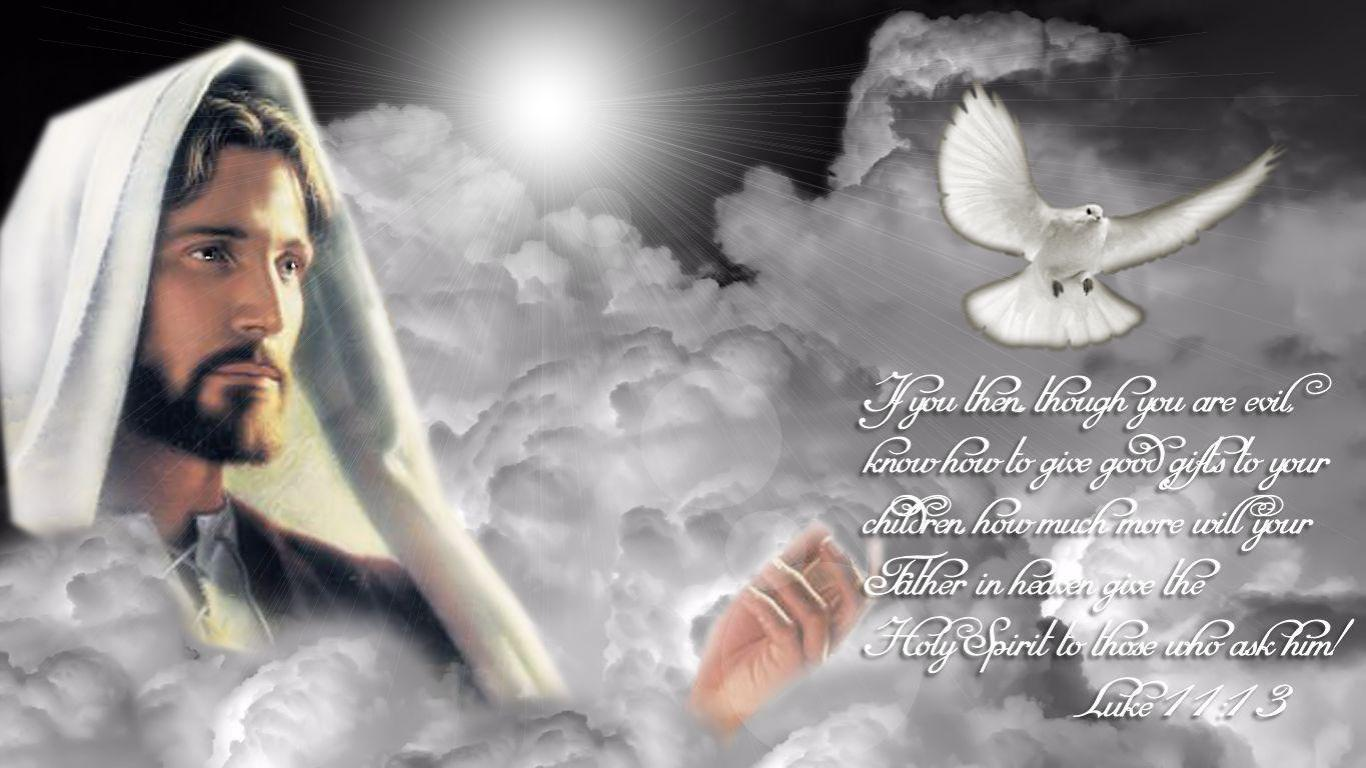 If you then, though you are evil,
know how to give good gifts to your
children, how much more will your
Father in heaven give the
Holy Spirit to those who ask him!
Luke 11:13